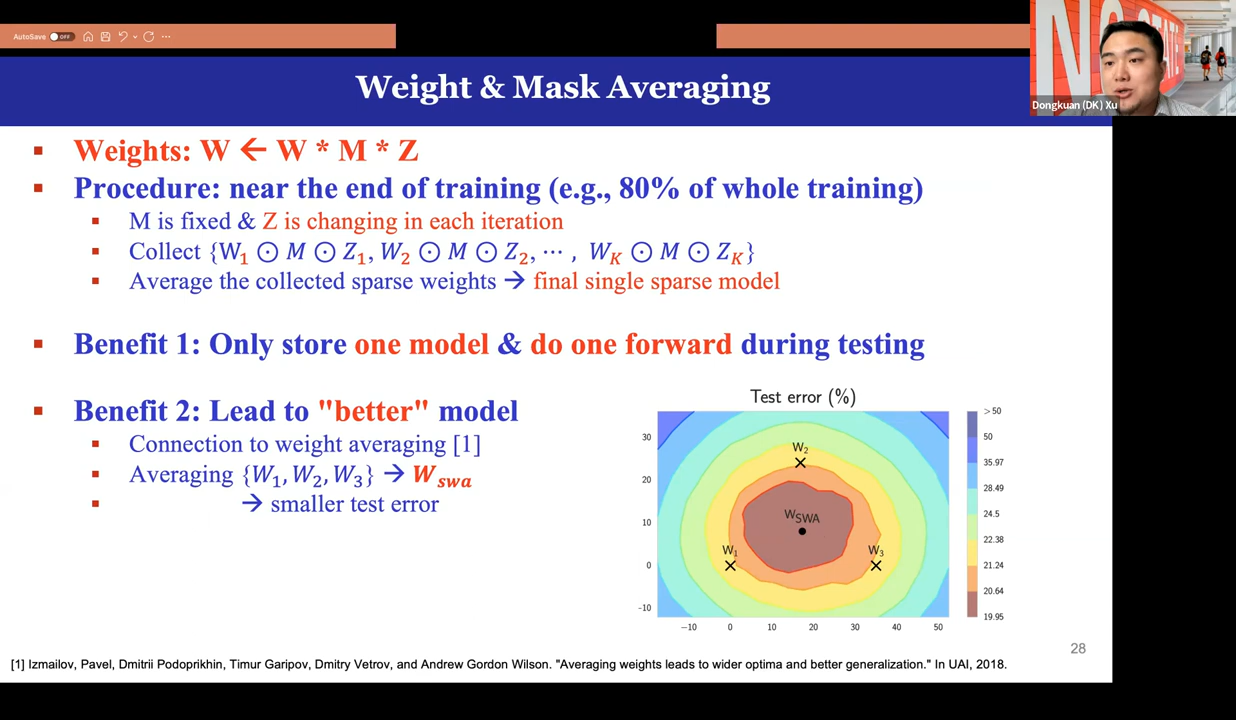 AutoSave OFF
Weight & Mask Averaging
Dongkuan (DK) Xu
▪ Weights: W ← W * M * Z
▪ Procedure: near the end of training (e.g., 80% of whole training)
▪ M is fixed & Z is changing in each iteration
▪ Collect {W₁ ⊙ M ⊙ Z₁, W₂ ⊙ M ⊙ Z₂, ⋯ , W_K ⊙ M ⊙ Z_K}
▪ Average the collected sparse weights → final single sparse model
▪ Benefit 1: Only store one model & do one forward during testing
▪ Benefit 2: Lead to "better" model
▪ Connection to weight averaging [1]
▪ Averaging {W₁, W₂, W₃} → W_swa
▪ → smaller test error
Test error (%)
30
20
10
0
-10
W₂
W_SWA
W₁
W₃
−10 0 10 20 30 40 50
> 50
50
35.97
28.49
24.5
22.38
21.24
20.64
19.95
28
[1] Izmailov, Pavel, Dmitrii Podoprikhin, Timur Garipov, Dmitry Vetrov, and Andrew Gordon Wilson. "Averaging weights leads to wider optima and better generalization." In UAI, 2018.